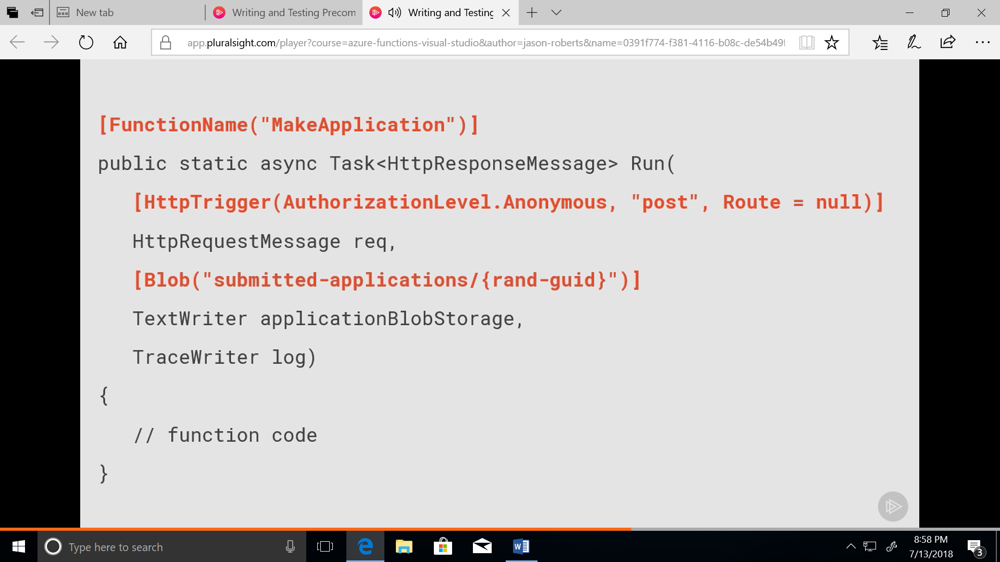 New tab
Writing and Testing Precom
Writing and Testing
app.pluralsight.com/player?course=azure-functions-visual-studio&author=jason-roberts&name=0391f774-f381-4116-b08c-de54b49f
[FunctionName("MakeApplication")]
public static async Task<HttpResponseMessage> Run(
[HttpTrigger(AuthorizationLevel.Anonymous, "post", Route = null)]
HttpRequestMessage req,
[Blob("submitted-applications/{rand-guid}")]
TextWriter applicationBlobStorage,
TraceWriter log)
{
// function code
}
Type here to search
8:58 PM
7/13/2018
3